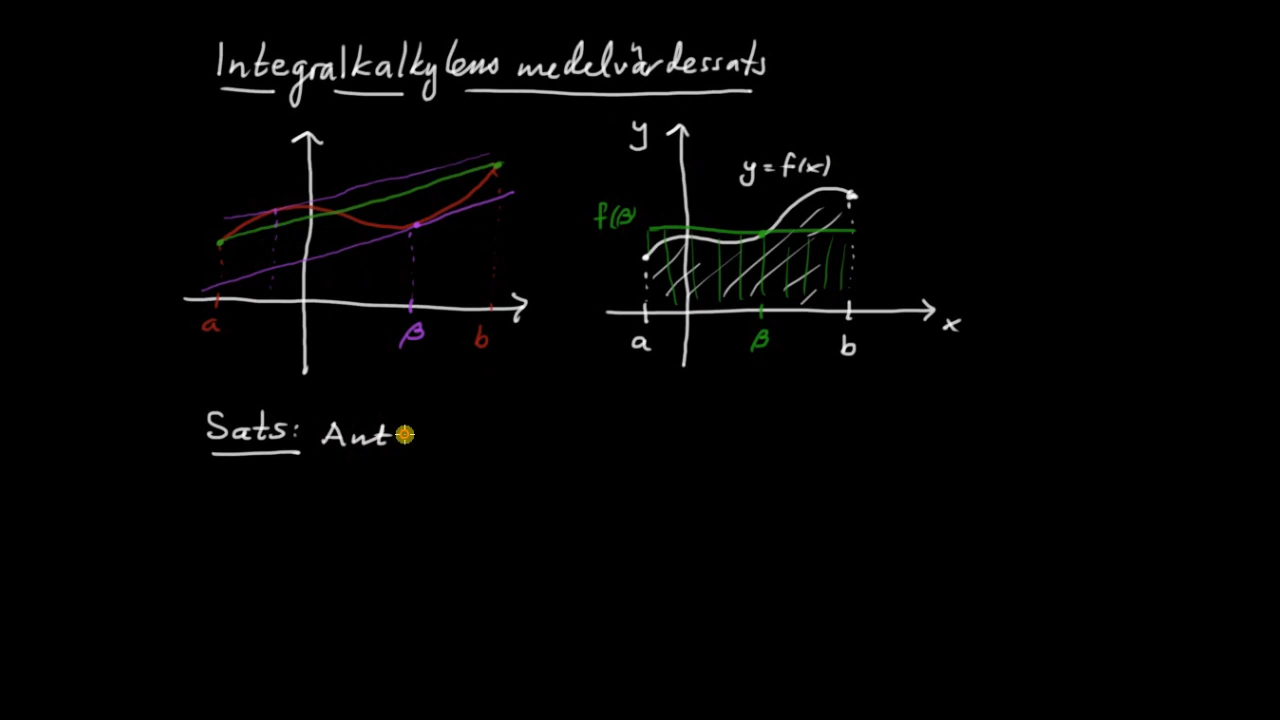 Integralkalkylens medelvärdessats
y
y = f(x)
f(β)
a
β
b
a
β
b
x
Sats: Ant